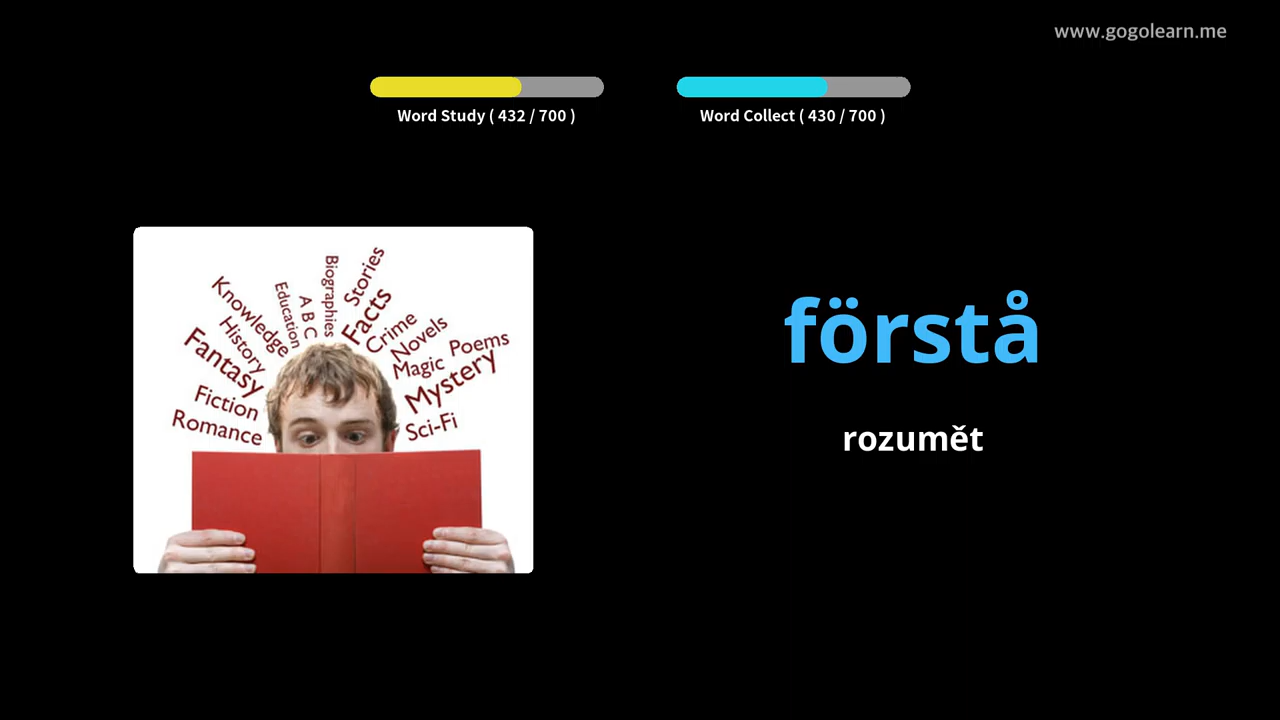 www.gogolearn.me
Word Study ( 432 / 700 )
Word Collect ( 430 / 700 )
Biographies
Stories
Knowledge
Education
A B C
Facts
History
Crime
Novels
Fantasy
Magic
Poems
Mystery
Fiction
Romance
Sci-Fi
förstå
rozumět